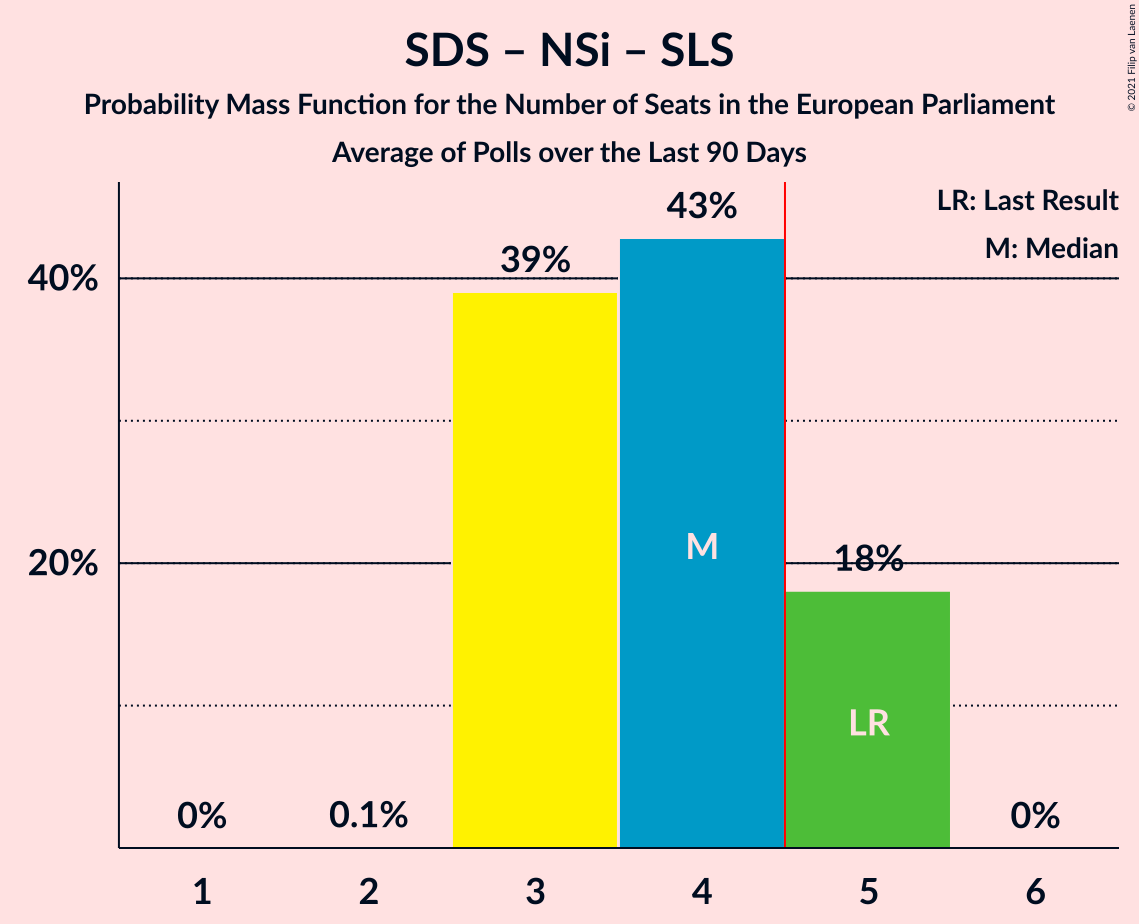 SDS – NSi – SLS
Probability Mass Function for the Number of Seats in the European Parliament
Average of Polls over the Last 90 Days
© 2021 Filip van Laenen
LR: Last Result
M: Median
43%
39%
40%
M
20%
18%
LR
0%
0.1%
0%
1 2 3 4 5 6